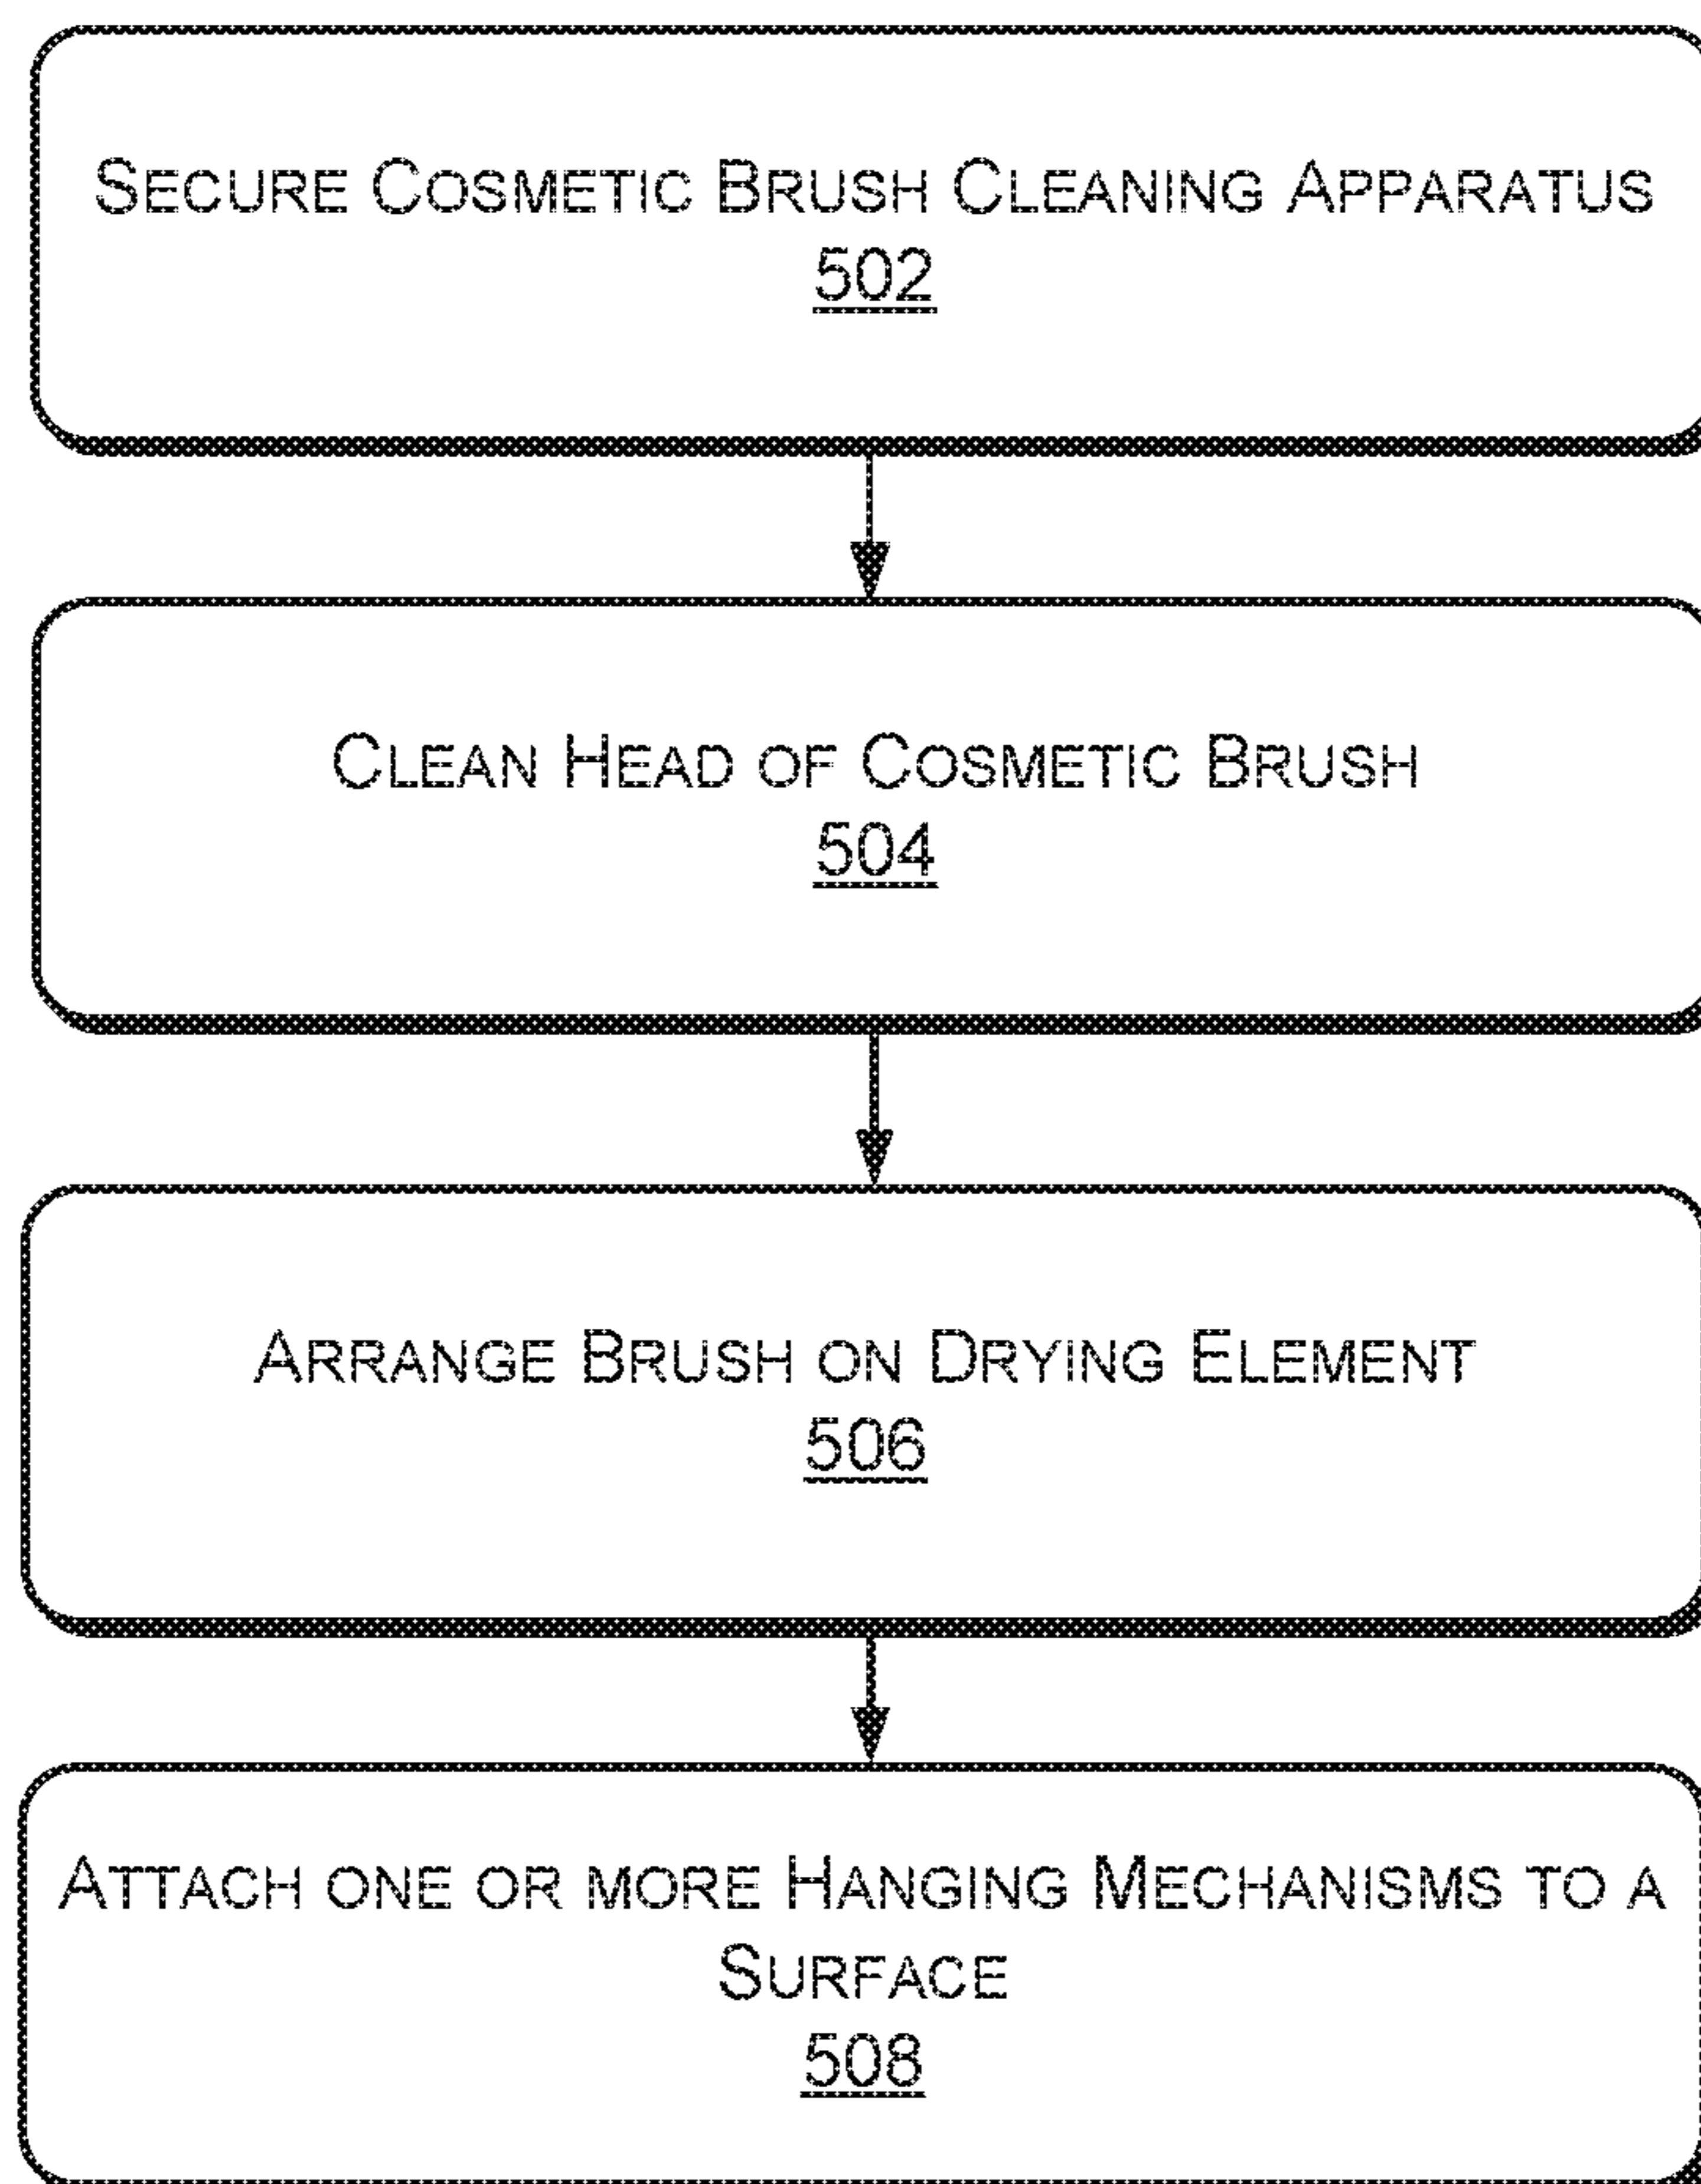 SECURE COSMETIC BRUSH CLEANING APPARATUS
502
CLEAN HEAD OF COSMETIC BRUSH
504
ARRANGE BRUSH ON DRYING ELEMENT
506
ATTACH ONE OR MORE HANGING MECHANISMS TO A
SURFACE
508